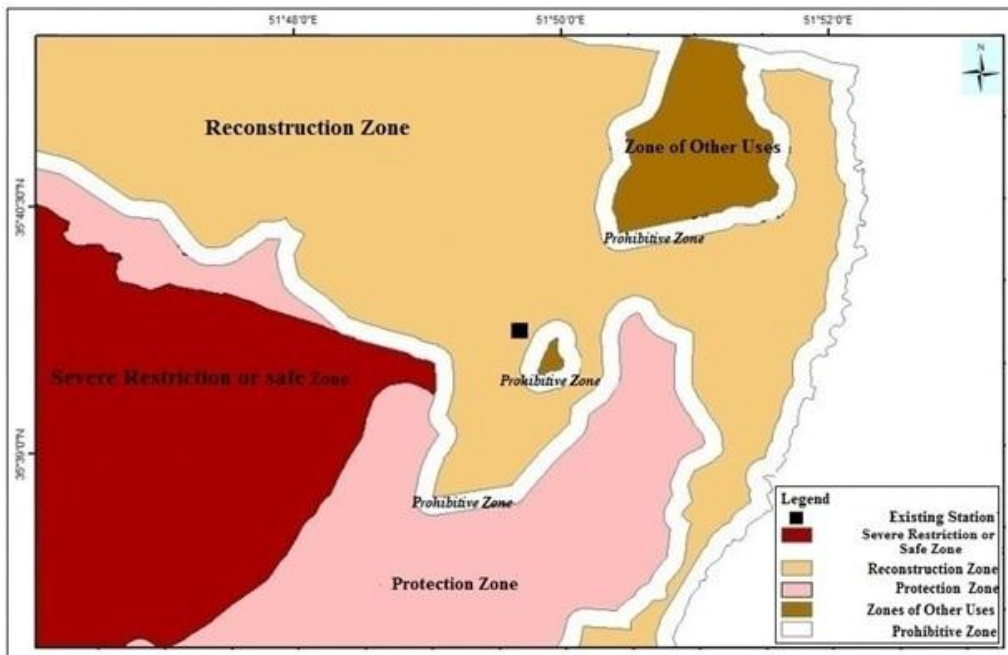 51°48'0"E
51°50'0"E
51°52'0"E
N
Reconstruction Zone
Zone of Other Uses
35°40'30"N
Prohibitive Zone
Severe Restriction or safe Zone
Prohibitive Zone
35°39'0"N
Prohibitive Zone
Protection Zone
Legend
Existing Station
Severe Restriction or
Safe Zone
Reconstruction Zone
Protection Zone
Zones of Other Uses
Prohibitive Zone